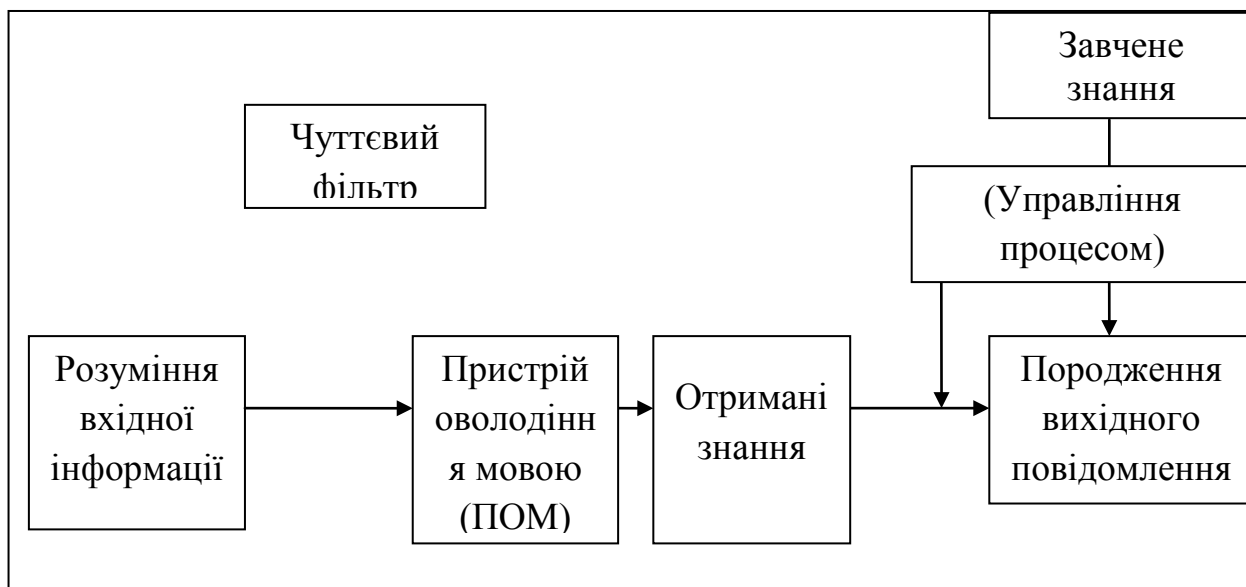 Завчене
знання
Чуттєвий
фільтр
(Управління
процесом)
Розуміння
вхідної
інформації
Пристрій
оволодінн
я мовою
(ПОМ)
Отримані
знання
Породження
вихідного
повідомлення